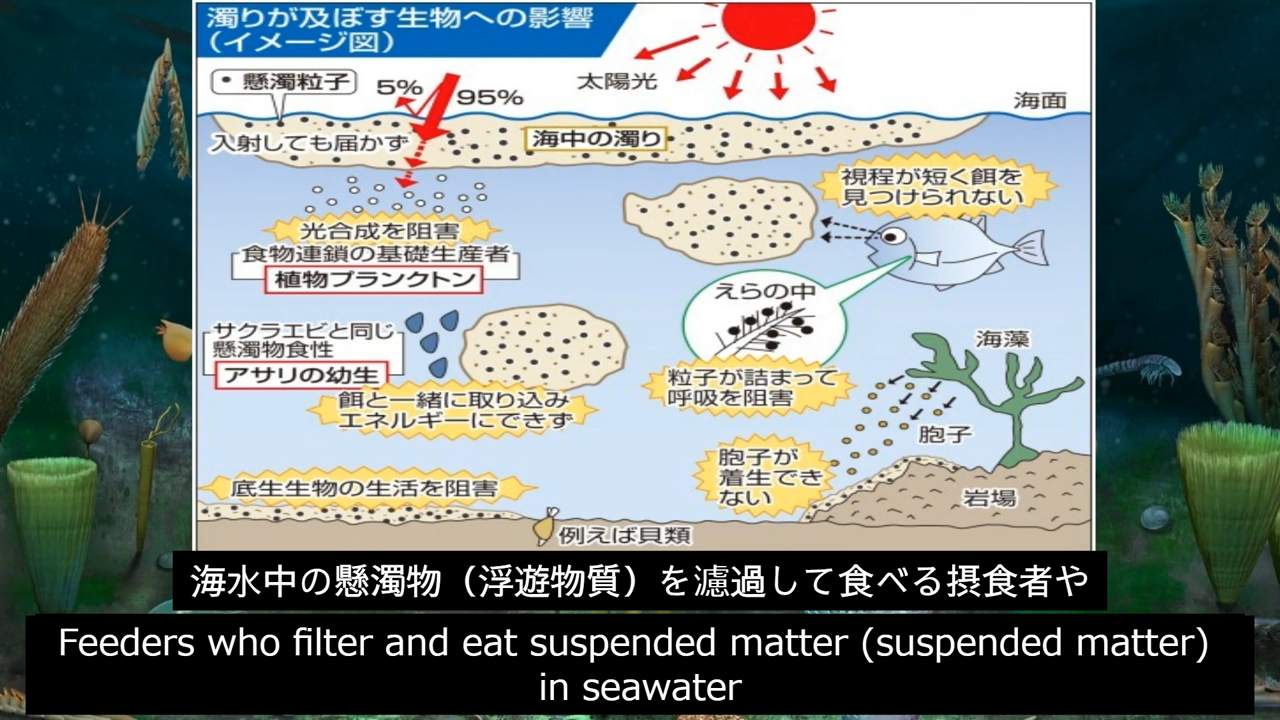 濁りが及ぼす生物への影響
(イメージ図)
太陽光
・懸濁粒子
5%
95%
海面
入射しても届かず
海中の濁り
視程が短く餌を
見つけられない
光合成を阻害
食物連鎖の基礎生産者
植物プランクトン
えらの中
サクラエビと同じ
懸濁物食性
アサリの幼生
海藻
粒子が詰まって
呼吸を阻害
餌と一緒に取り込み
エネルギーにできず
胞子
胞子が
着生でき
ない
底生生物の生活を阻害
岩場
例えば貝類
海水中の懸濁物（浮遊物質）を濾過して食べる摂食者や
Feeders who filter and eat suspended matter (suspended matter)
in seawater